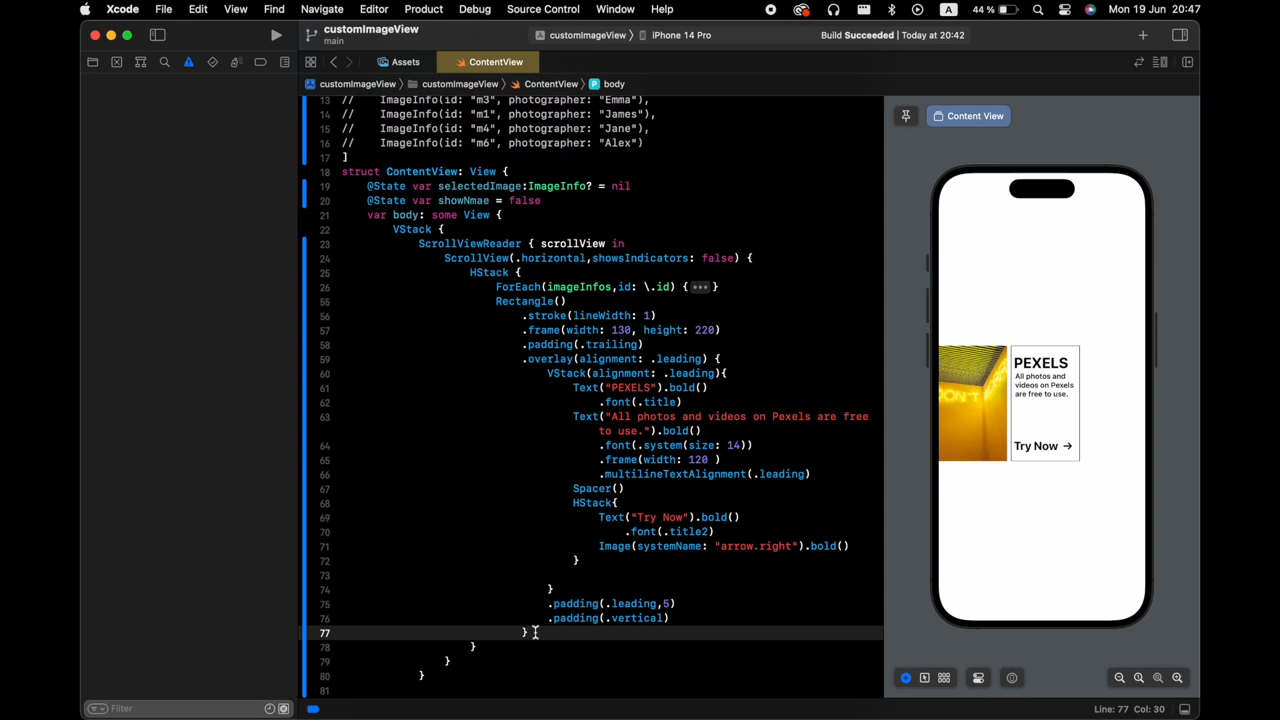 Xcode File Edit View Find Navigate Editor Product Debug Source Control Window Help A 44% Mon 19 Jun 20:47
customImageView
main
customImageView 〉 iPhone 14 Pro
Build Succeeded | Today at 20:42
Assets
ContentView
customImageView 〉 customImageView 〉 ContentView 〉 P body
13 // ImageInfo(id: "m3", photographer: "Emma"),
14 // ImageInfo(id: "m1", photographer: "James"),
15 // ImageInfo(id: "m4", photographer: "Jane"),
16 // ImageInfo(id: "m6", photographer: "Alex")
17 ]
18 struct ContentView: View {
19 @State var selectedImage:ImageInfo? = nil
20 @State var showNmae = false
21 var body: some View {
22 VStack {
23 ScrollViewReader { scrollView in
24 ScrollView(.horizontal,showsIndicators: false) {
25 HStack {
26 ForEach(imageInfos,id: \.id) {•••}
55 Rectangle()
56 .stroke(lineWidth: 1)
57 .frame(width: 130, height: 220)
58 .padding(.trailing)
59 .overlay(alignment: .leading) {
60 VStack(alignment: .leading){
61 Text("PEXELS").bold()
62 .font(.title)
63 Text("All photos and videos on Pexels are free
to use.").bold()
64 .font(.system(size: 14))
65 .frame(width: 120 )
66 .multilineTextAlignment(.leading)
67 Spacer()
68 HStack{
69 Text("Try Now").bold()
70 .font(.title2)
71 Image(systemName: "arrow.right").bold()
72 }
73
74 }
75 .padding(.leading,5)
76 .padding(.vertical)
77 }
78 }
79 }
80 }
81
Content View
DON'T
PEXELS
All photos and
videos on Pexels
are free to use.
Try Now →
Filter
Line: 77 Col: 30